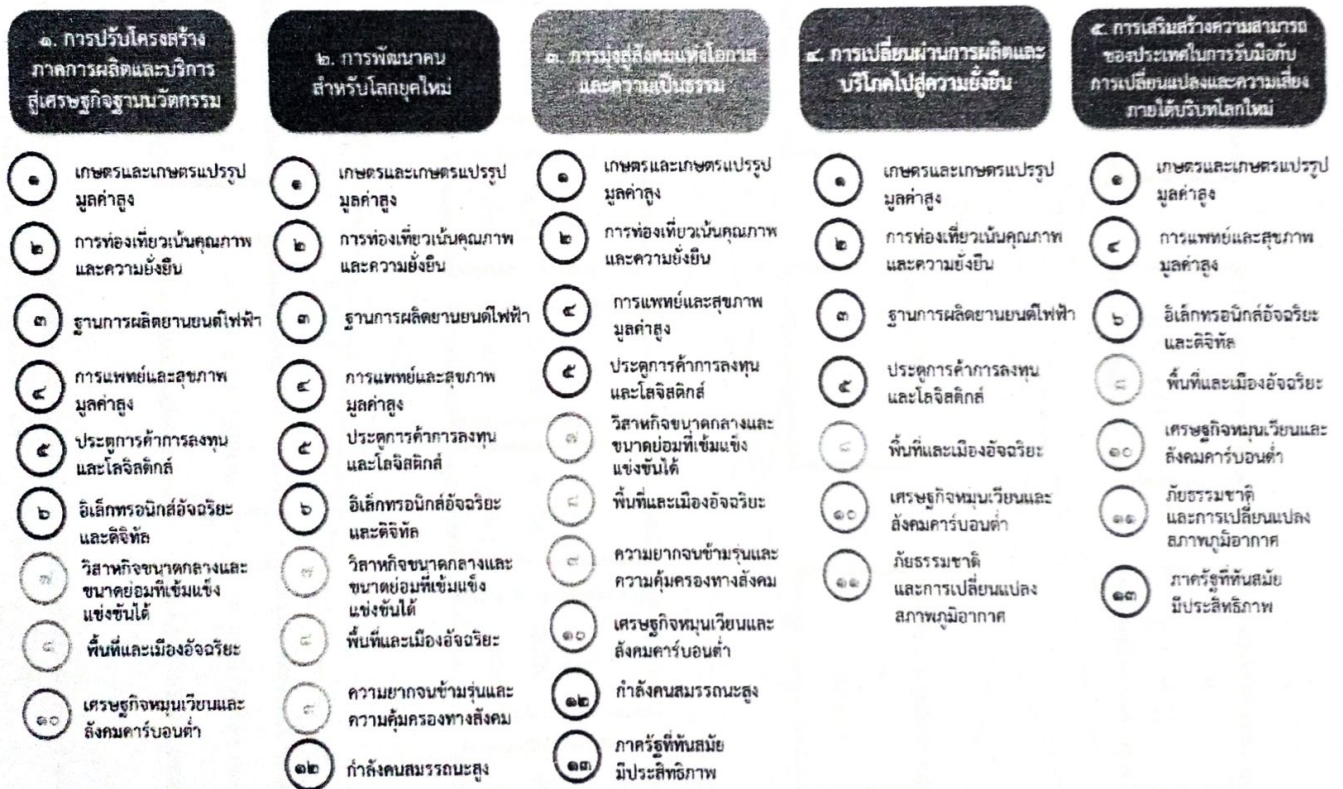 ๑. การปรับโครงสร้าง
ภาคการผลิตและบริการ
สู่เศรษฐกิจฐานนวัตกรรม
๑
เกษตรและเกษตรแปรรูป
มูลค่าสูง
๒
การท่องเที่ยวเน้นคุณภาพ
และความยั่งยืน
๓
ฐานการผลิตยานยนต์ไฟฟ้า
๔
การแพทย์และสุขภาพ
มูลค่าสูง
๕
ประตูการค้าการลงทุน
และโลจิสติกส์
๖
อิเล็กทรอนิกส์อัจฉริยะ
และดิจิทัล
๗
วิสาหกิจขนาดกลางและ
ขนาดย่อมที่เข้มแข็ง
แข่งขันได้
๘
พื้นที่และเมืองอัจฉริยะ
๑๐
เศรษฐกิจหมุนเวียนและ
สังคมคาร์บอนต่ำ
๒. การพัฒนาคน
สำหรับโลกยุคใหม่
๑
เกษตรและเกษตรแปรรูป
มูลค่าสูง
๒
การท่องเที่ยวเน้นคุณภาพ
และความยั่งยืน
๓
ฐานการผลิตยานยนต์ไฟฟ้า
๔
การแพทย์และสุขภาพ
มูลค่าสูง
๕
ประตูการค้าการลงทุน
และโลจิสติกส์
๖
อิเล็กทรอนิกส์อัจฉริยะ
และดิจิทัล
๗
วิสาหกิจขนาดกลางและ
ขนาดย่อมที่เข้มแข็ง
แข่งขันได้
๘
พื้นที่และเมืองอัจฉริยะ
๙
ความยากจนข้ามรุ่นและ
ความคุ้มครองทางสังคม
๑๒
กำลังคนสมรรถนะสูง
๓. การมุ่งสู่สังคมแห่งโอกาส
และความเป็นธรรม
๑
เกษตรและเกษตรแปรรูป
มูลค่าสูง
๒
การท่องเที่ยวเน้นคุณภาพ
และความยั่งยืน
๔
การแพทย์และสุขภาพ
มูลค่าสูง
๕
ประตูการค้าการลงทุน
และโลจิสติกส์
๗
วิสาหกิจขนาดกลางและ
ขนาดย่อมที่เข้มแข็ง
แข่งขันได้
๘
พื้นที่และเมืองอัจฉริยะ
๙
ความยากจนข้ามรุ่นและ
ความคุ้มครองทางสังคม
๑๐
เศรษฐกิจหมุนเวียนและ
สังคมคาร์บอนต่ำ
๑๒
กำลังคนสมรรถนะสูง
๑๓
ภาครัฐที่ทันสมัย
มีประสิทธิภาพ
๔. การเปลี่ยนผ่านการผลิตและ
บริโภคไปสู่ความยั่งยืน
๑
เกษตรและเกษตรแปรรูป
มูลค่าสูง
๒
การท่องเที่ยวเน้นคุณภาพ
และความยั่งยืน
๓
ฐานการผลิตยานยนต์ไฟฟ้า
๕
ประตูการค้าการลงทุน
และโลจิสติกส์
๘
พื้นที่และเมืองอัจฉริยะ
๑๐
เศรษฐกิจหมุนเวียนและ
สังคมคาร์บอนต่ำ
๑๑
ภัยธรรมชาติ
และการเปลี่ยนแปลง
สภาพภูมิอากาศ
๕. การเสริมสร้างความสามารถ
ของประเทศในการรับมือกับ
การเปลี่ยนแปลงและความเสี่ยง
ภายใต้บริบทโลกใหม่
๑
เกษตรและเกษตรแปรรูป
มูลค่าสูง
๔
การแพทย์และสุขภาพ
มูลค่าสูง
๖
อิเล็กทรอนิกส์อัจฉริยะ
และดิจิทัล
๘
พื้นที่และเมืองอัจฉริยะ
๑๐
เศรษฐกิจหมุนเวียนและ
สังคมคาร์บอนต่ำ
๑๑
ภัยธรรมชาติ
และการเปลี่ยนแปลง
สภาพภูมิอากาศ
๑๓
ภาครัฐที่ทันสมัย
มีประสิทธิภาพ